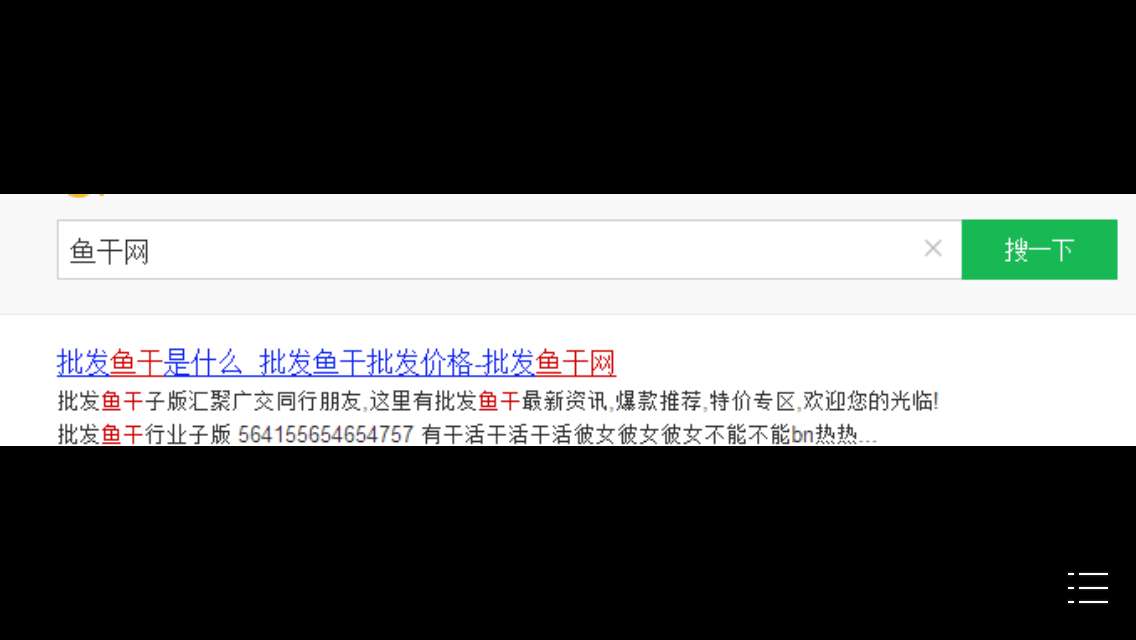 鱼干网
搜一下
批发鱼干是什么_批发鱼干批发价格-批发鱼干网
批发鱼干子版汇聚广交同行朋友,这里有批发鱼干最新资讯,爆款推荐,特价专区,欢迎您的光临!
批发鱼干行业子版 564155654654757 有干活干活干活彼女彼女彼女不能不能bn热热...